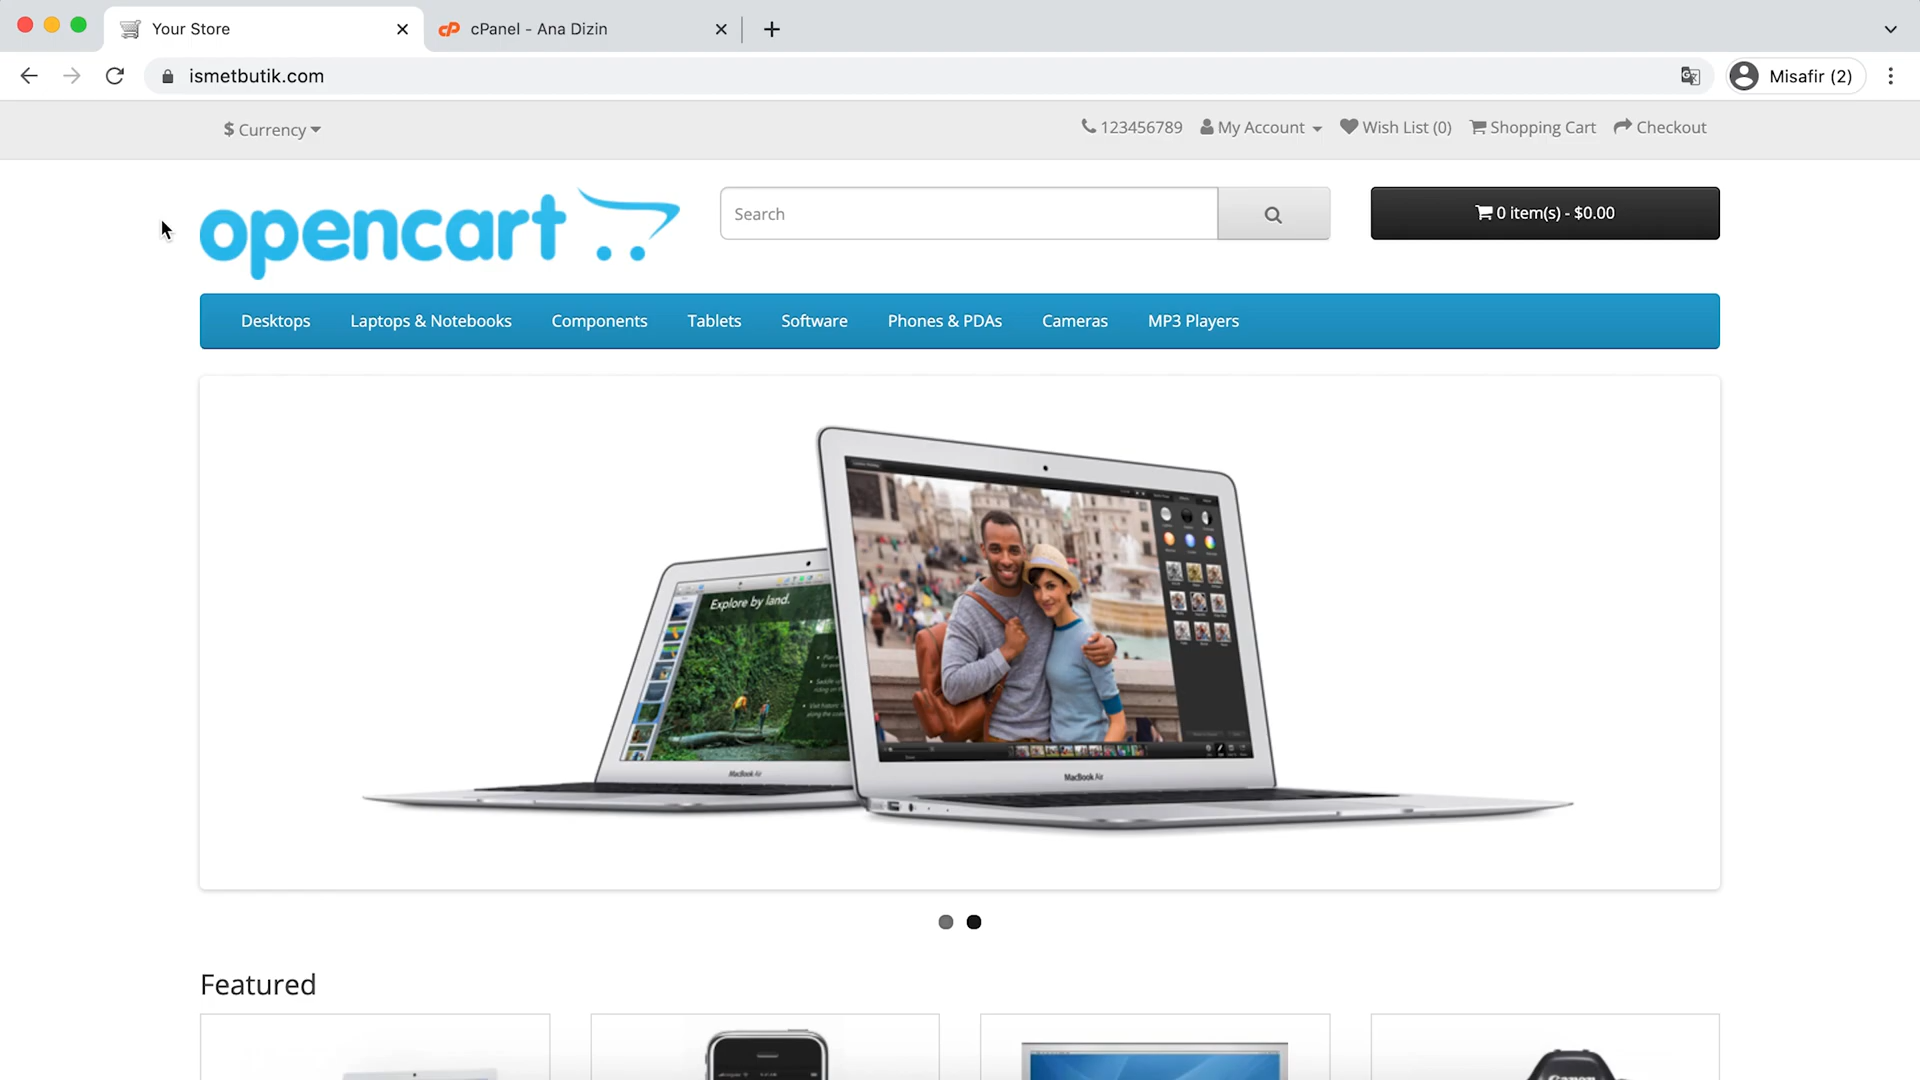 Your Store
cPanel - Ana Dizin
ismetbutik.com
Misafir (2)
$ Currency
123456789
My Account
Wish List (0)
Shopping Cart
Checkout
opencart
Search
0 item(s) - $0.00
Desktops
Laptops & Notebooks
Components
Tablets
Software
Phones & PDAs
Cameras
MP3 Players
Explore by land.
MacBook Air
MacBook Air
Featured
Canon